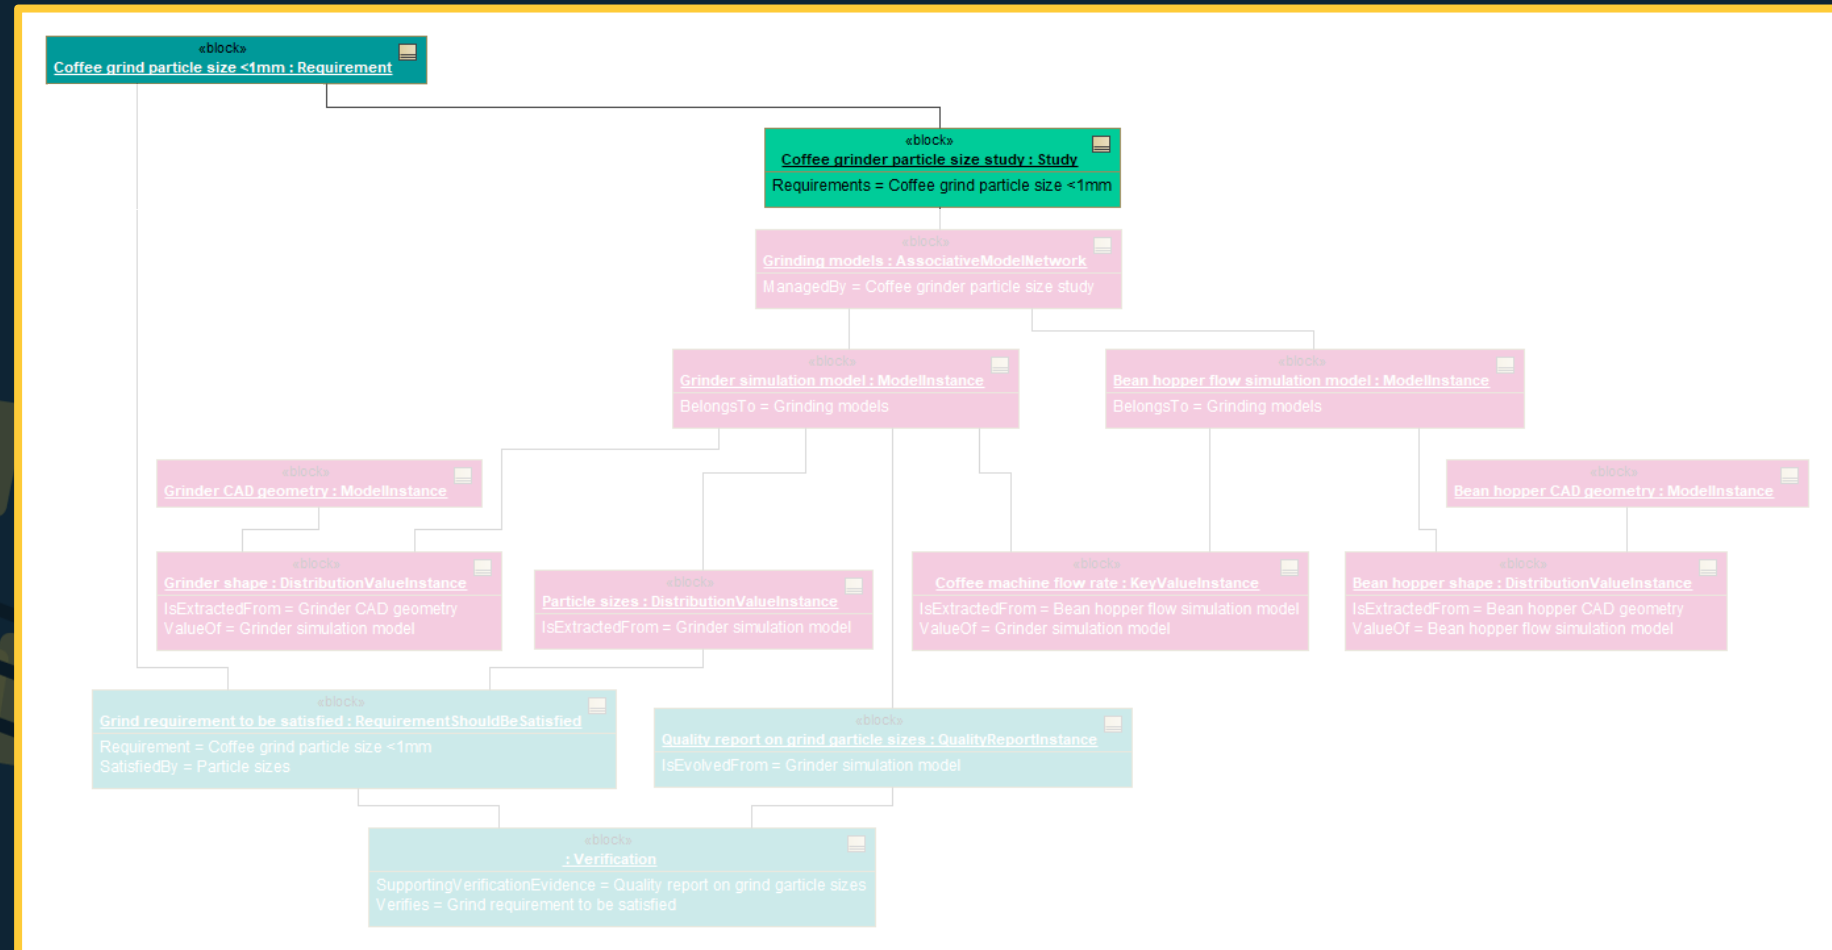 «block»
Coffee grind particle size <1mm : Requirement
«block»
Coffee grinder particle size study : Study
Requirements = Coffee grind particle size <1mm
«block»
Grinding models : AssociativeModelNetwork
ManagedBy = Coffee grinder particle size study
«block»
Grinder simulation model : ModelInstance
BelongsTo = Grinding models
«block»
Bean hopper flow simulation model : ModelInstance
BelongsTo = Grinding models
«block»
Grinder CAD geometry : ModelInstance
«block»
Bean hopper CAD geometry : ModelInstance
«block»
Grinder shape : DistributionValueInstance
IsExtractedFrom = Grinder CAD geometry
ValueOf = Grinder simulation model
«block»
Particle sizes : DistributionValueInstance
IsExtractedFrom = Grinder simulation model
«block»
Coffee machine flow rate : KeyValueInstance
IsExtractedFrom = Bean hopper flow simulation model
ValueOf = Grinder simulation model
«block»
Bean hopper shape : DistributionValueInstance
IsExtractedFrom = Bean hopper CAD geometry
ValueOf = Bean hopper flow simulation model
«block»
Grind requirement to be satisfied : RequirementShouldBeSatisfied
Requirement = Coffee grind particle size <1mm
SatisfiedBy = Particle sizes
«block»
Quality report on grind garticle sizes : QualityReportInstance
IsEvolvedFrom = Grinder simulation model
«block»
: Verification
SupportingVerificationEvidence = Quality report on grind garticle sizes
Verifies = Grind requirement to be satisfied